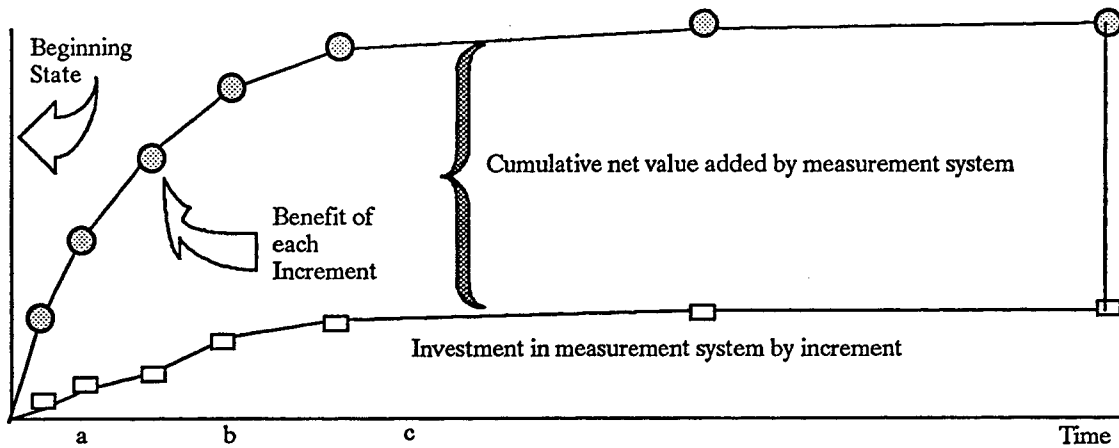 Beginning
State
Cumulative net value added by measurement system
Benefit of
each
Increment
Investment in measurement system by increment
a
b
c
Time